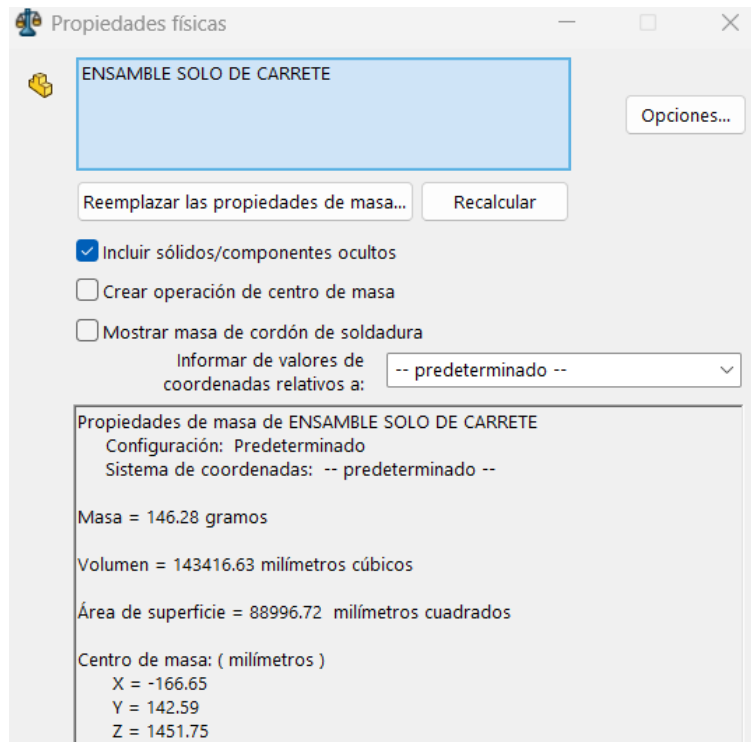 Propiedades físicas
ENSAMBLE SOLO DE CARRETE
Opciones...
Reemplazar las propiedades de masa...
Recalcular
Incluir sólidos/componentes ocultos
Crear operación de centro de masa
Mostrar masa de cordón de soldadura
Informar de valores de
coordenadas relativos a:
-- predeterminado --
Propiedades de masa de ENSAMBLE SOLO DE CARRETE
Configuración: Predeterminado
Sistema de coordenadas: -- predeterminado --
Masa = 146.28 gramos
Volumen = 143416.63 milímetros cúbicos
Área de superficie = 88996.72 milímetros cuadrados
Centro de masa: ( milímetros )
X = -166.65
Y = 142.59
Z = 1451.75